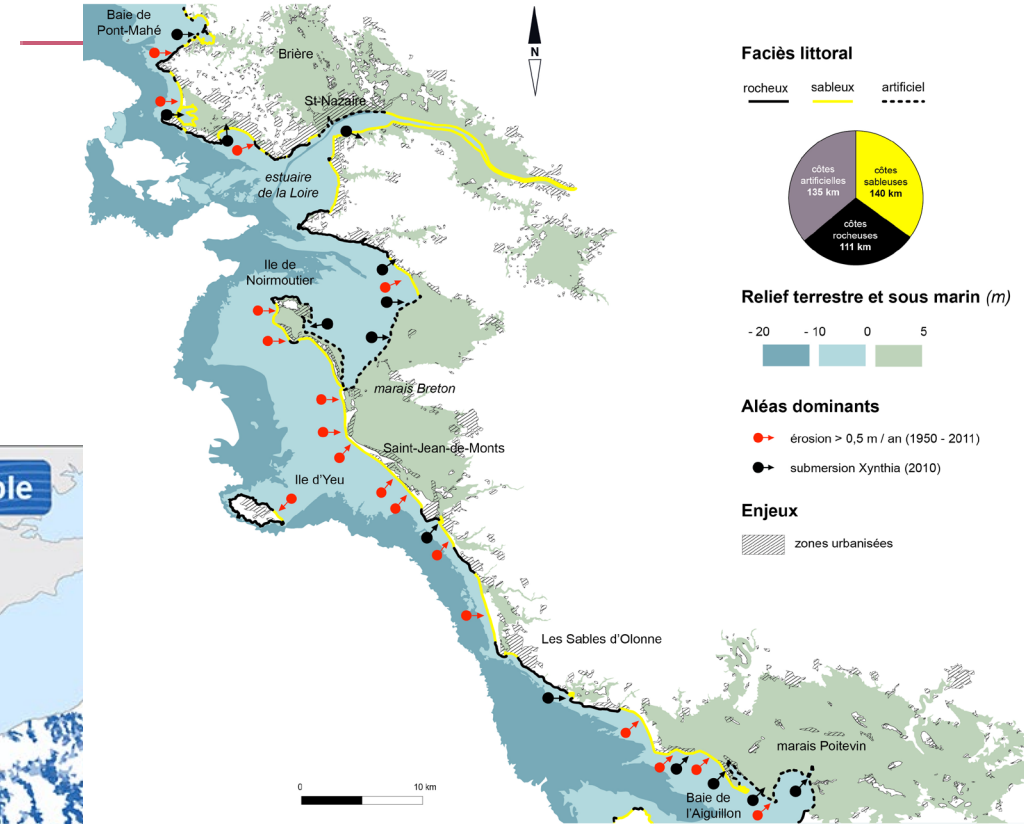 Baie de
Pont-Mahé
Brière
St-Nazaire
estuaire
de la Loire
Ile de
Noirmoutier
marais Breton
Saint-Jean-de-Monts
Ile d'Yeu
Les Sables d'Olonne
marais Poitevin
Baie de
l'Aiguillon
0 10 km
N
Faciès littoral
rocheux sableux artificiel
côtes
artificielles
135 km
côtes
sableuses
140 km
côtes
rocheuses
111 km
Relief terrestre et sous marin (m)
- 20 - 10 0 5
Aléas dominants
érosion > 0,5 m / an (1950 - 2011)
submersion Xynthia (2010)
Enjeux
zones urbanisées